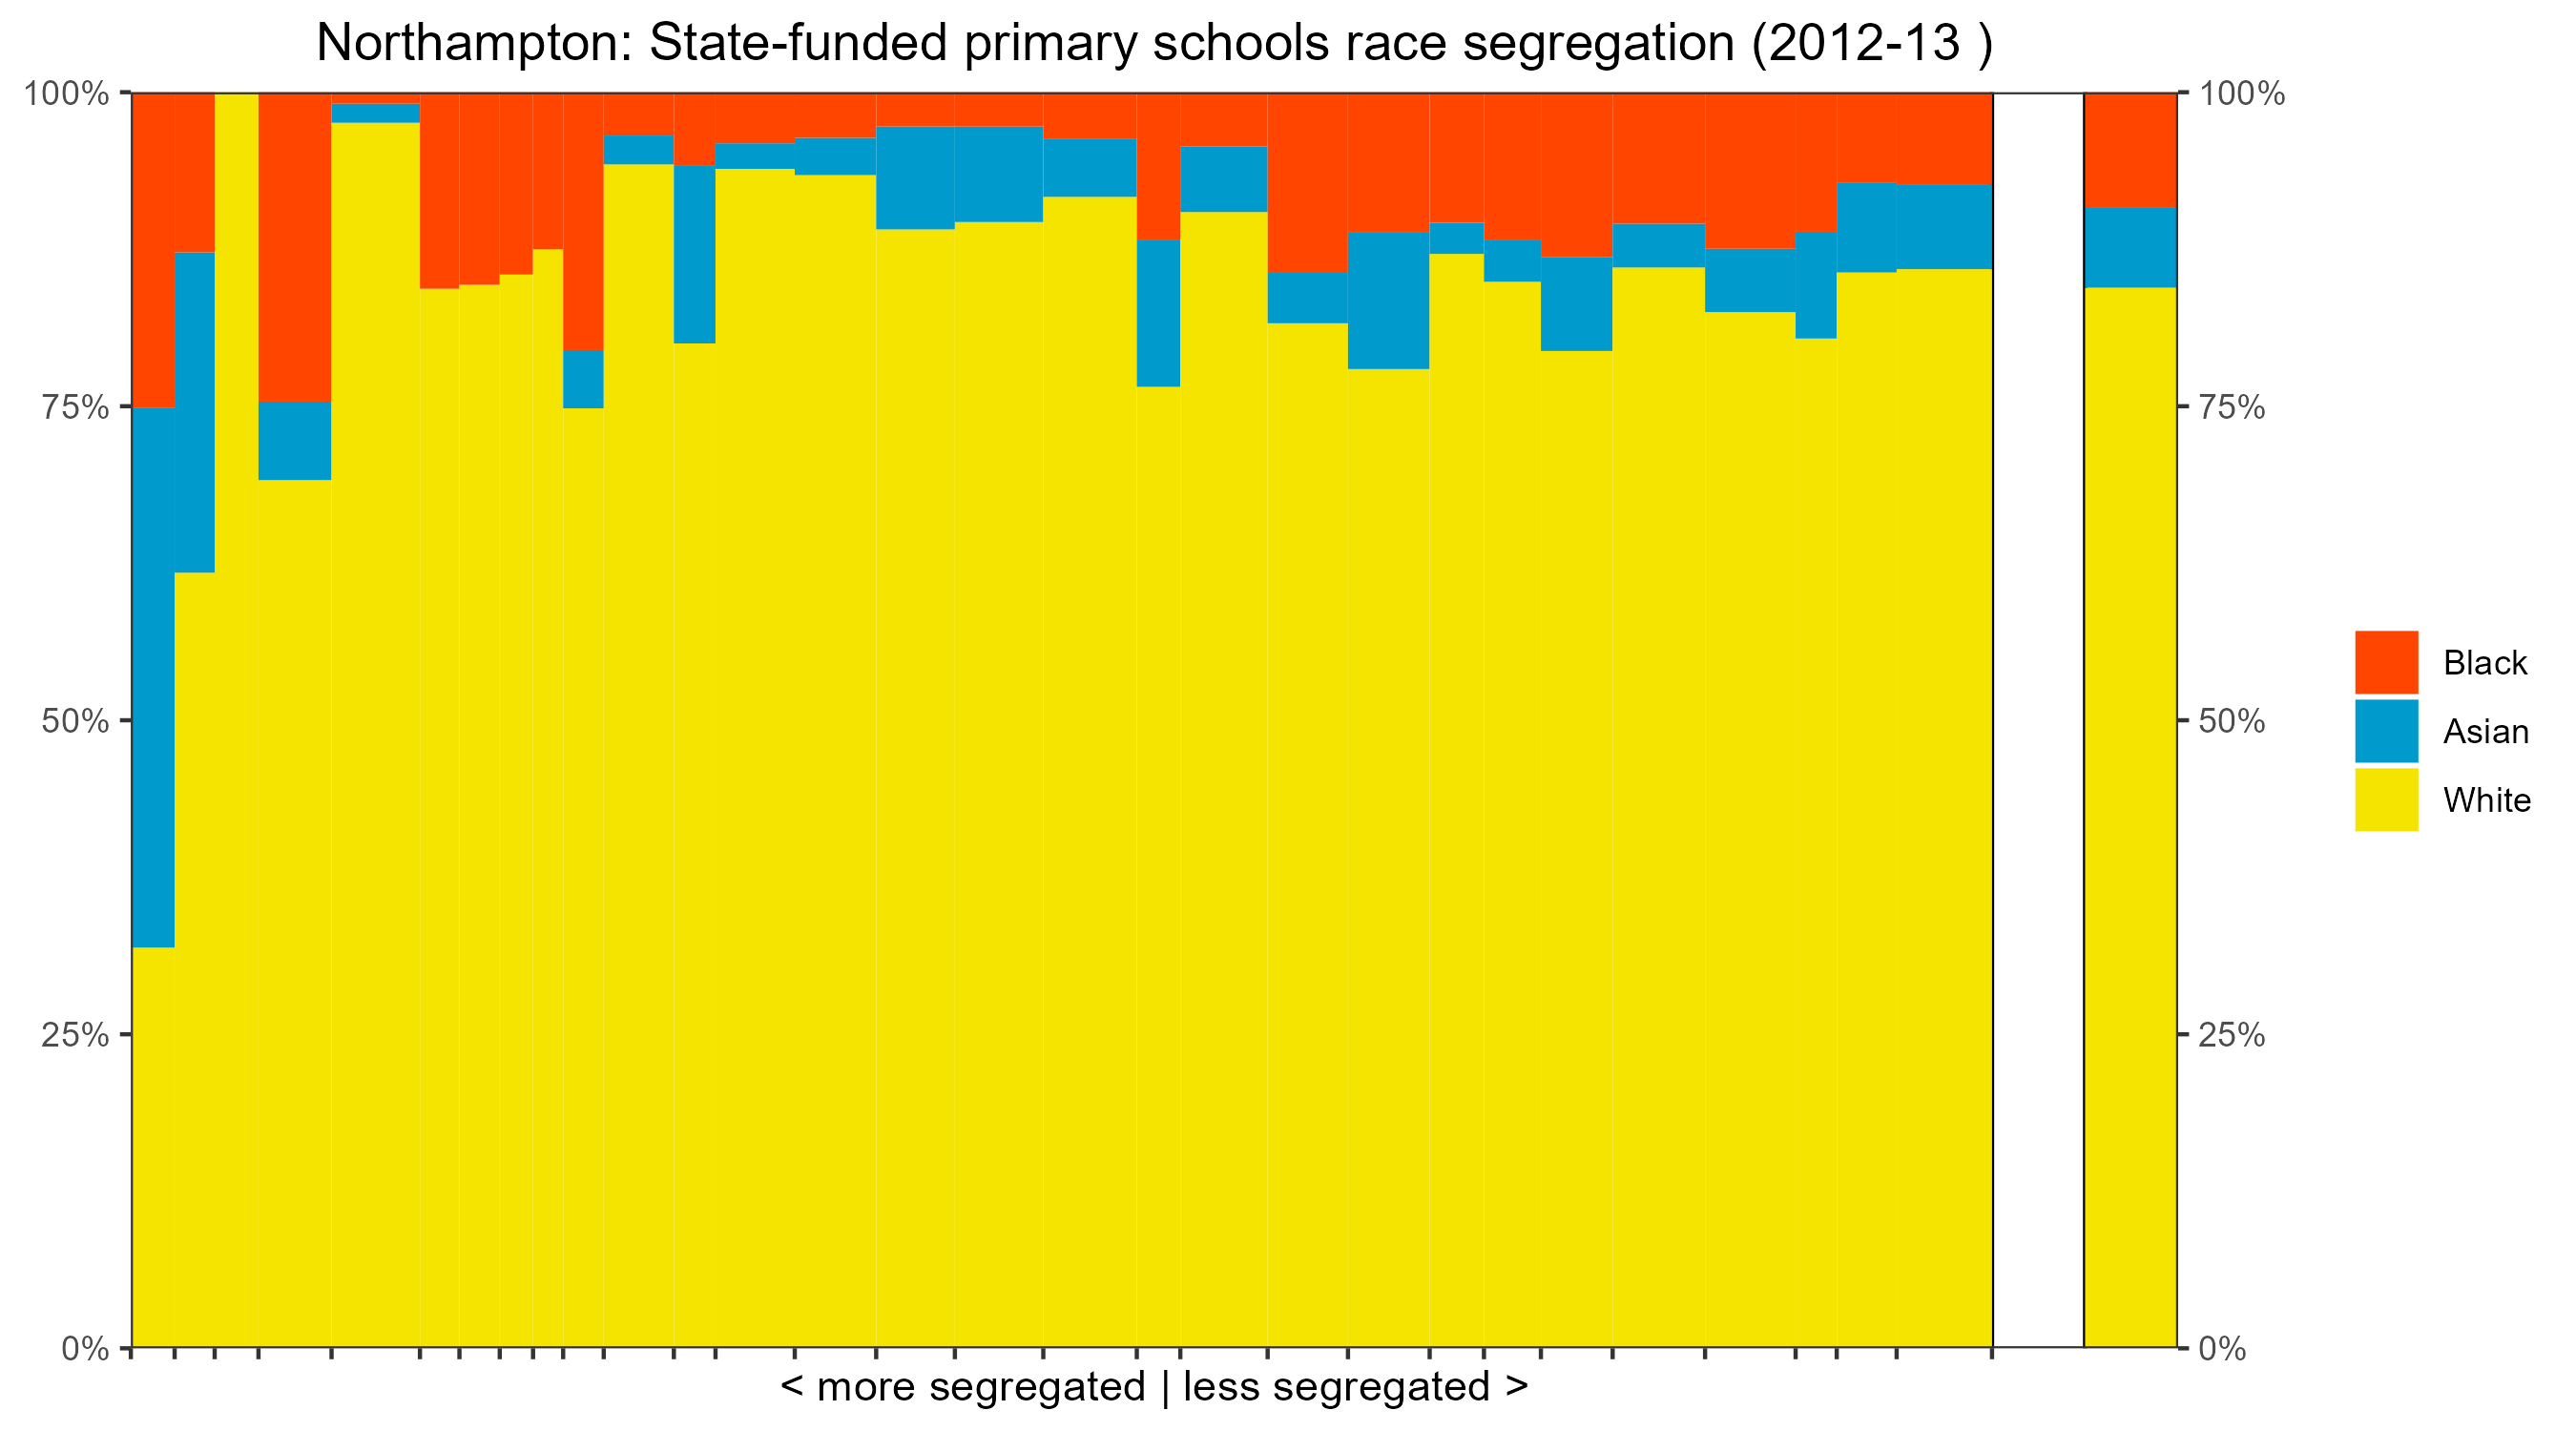 Northampton: State-funded primary schools race segregation (2012-13 )
100%
75%
50%
25%
0%
100%
75%
50%
25%
0%
Black
Asian
White
< more segregated | less segregated >